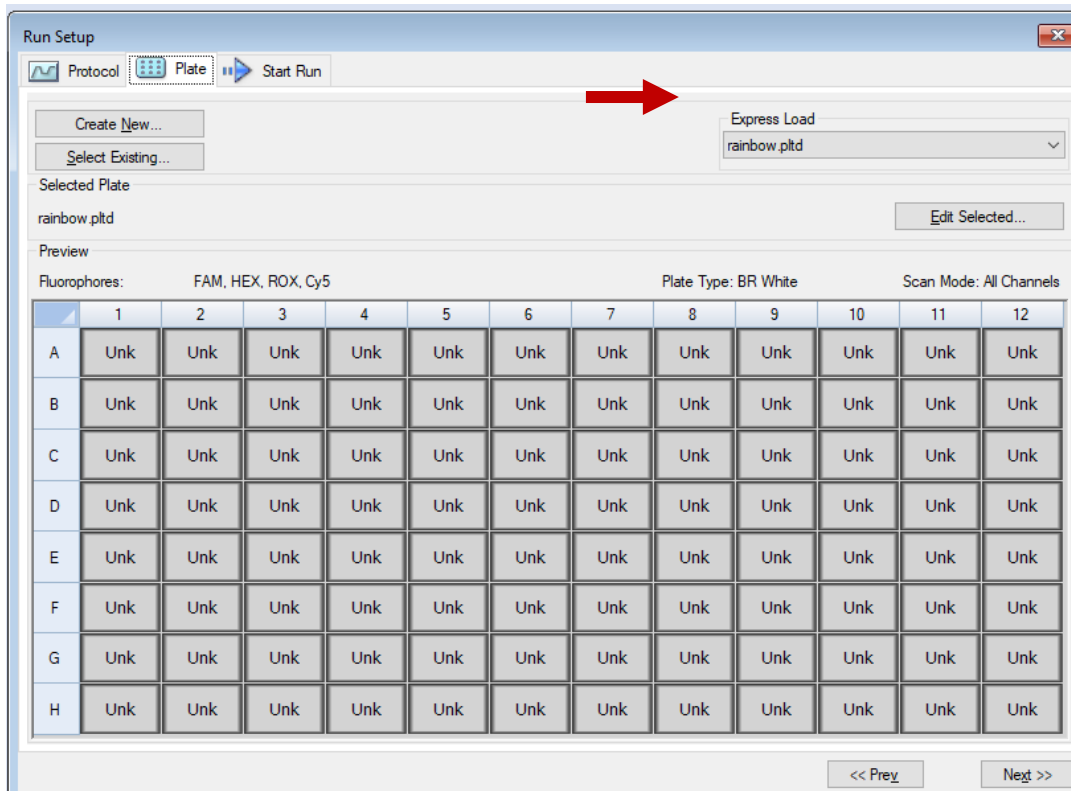 Run Setup
Protocol Plate Start Run
Create New...
Express Load
rainbow.pltd
Select Existing...
Selected Plate
rainbow.pltd Edit Selected...
Preview
Fluorophores: FAM, HEX, ROX, Cy5 Plate Type: BR White Scan Mode: All Channels
1 2 3 4 5 6 7 8 9 10 11 12
A Unk Unk Unk Unk Unk Unk Unk Unk Unk Unk Unk Unk
B Unk Unk Unk Unk Unk Unk Unk Unk Unk Unk Unk Unk
C Unk Unk Unk Unk Unk Unk Unk Unk Unk Unk Unk Unk
D Unk Unk Unk Unk Unk Unk Unk Unk Unk Unk Unk Unk
E Unk Unk Unk Unk Unk Unk Unk Unk Unk Unk Unk Unk
F Unk Unk Unk Unk Unk Unk Unk Unk Unk Unk Unk Unk
G Unk Unk Unk Unk Unk Unk Unk Unk Unk Unk Unk Unk
H Unk Unk Unk Unk Unk Unk Unk Unk Unk Unk Unk Unk
<< Prev Next >>